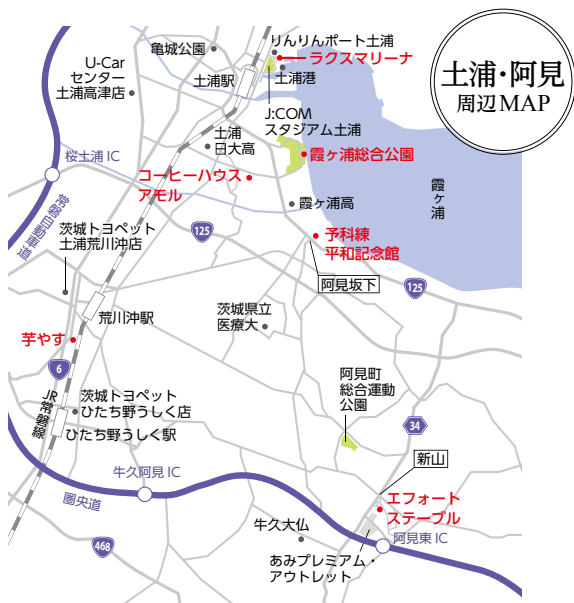 土浦・阿見
周辺MAP
亀城公園
りんりんポート土浦
ラクスマリーナ
U-Car
センター
土浦高津店
土浦駅
土浦港
J:COM
スタジアム土浦
土浦
日大高
桜土浦 IC
霞ヶ浦総合公園
コーヒーハウス
アモル
霞ヶ浦
霞ヶ浦高
常磐自動車道
茨城トヨペット
土浦荒川沖店
125
予科練
平和記念館
阿見坂下
125
荒川沖駅
茨城県立
医療大
芋やす
6
阿見町
総合運動
公園
JR常磐線
茨城トヨペット
ひたち野うしく店
34
ひたち野うしく駅
新山
牛久阿見 IC
圏央道
エフォート
ステーブル
牛久大仏
468
阿見東 IC
あみプレミアム・
アウトレット